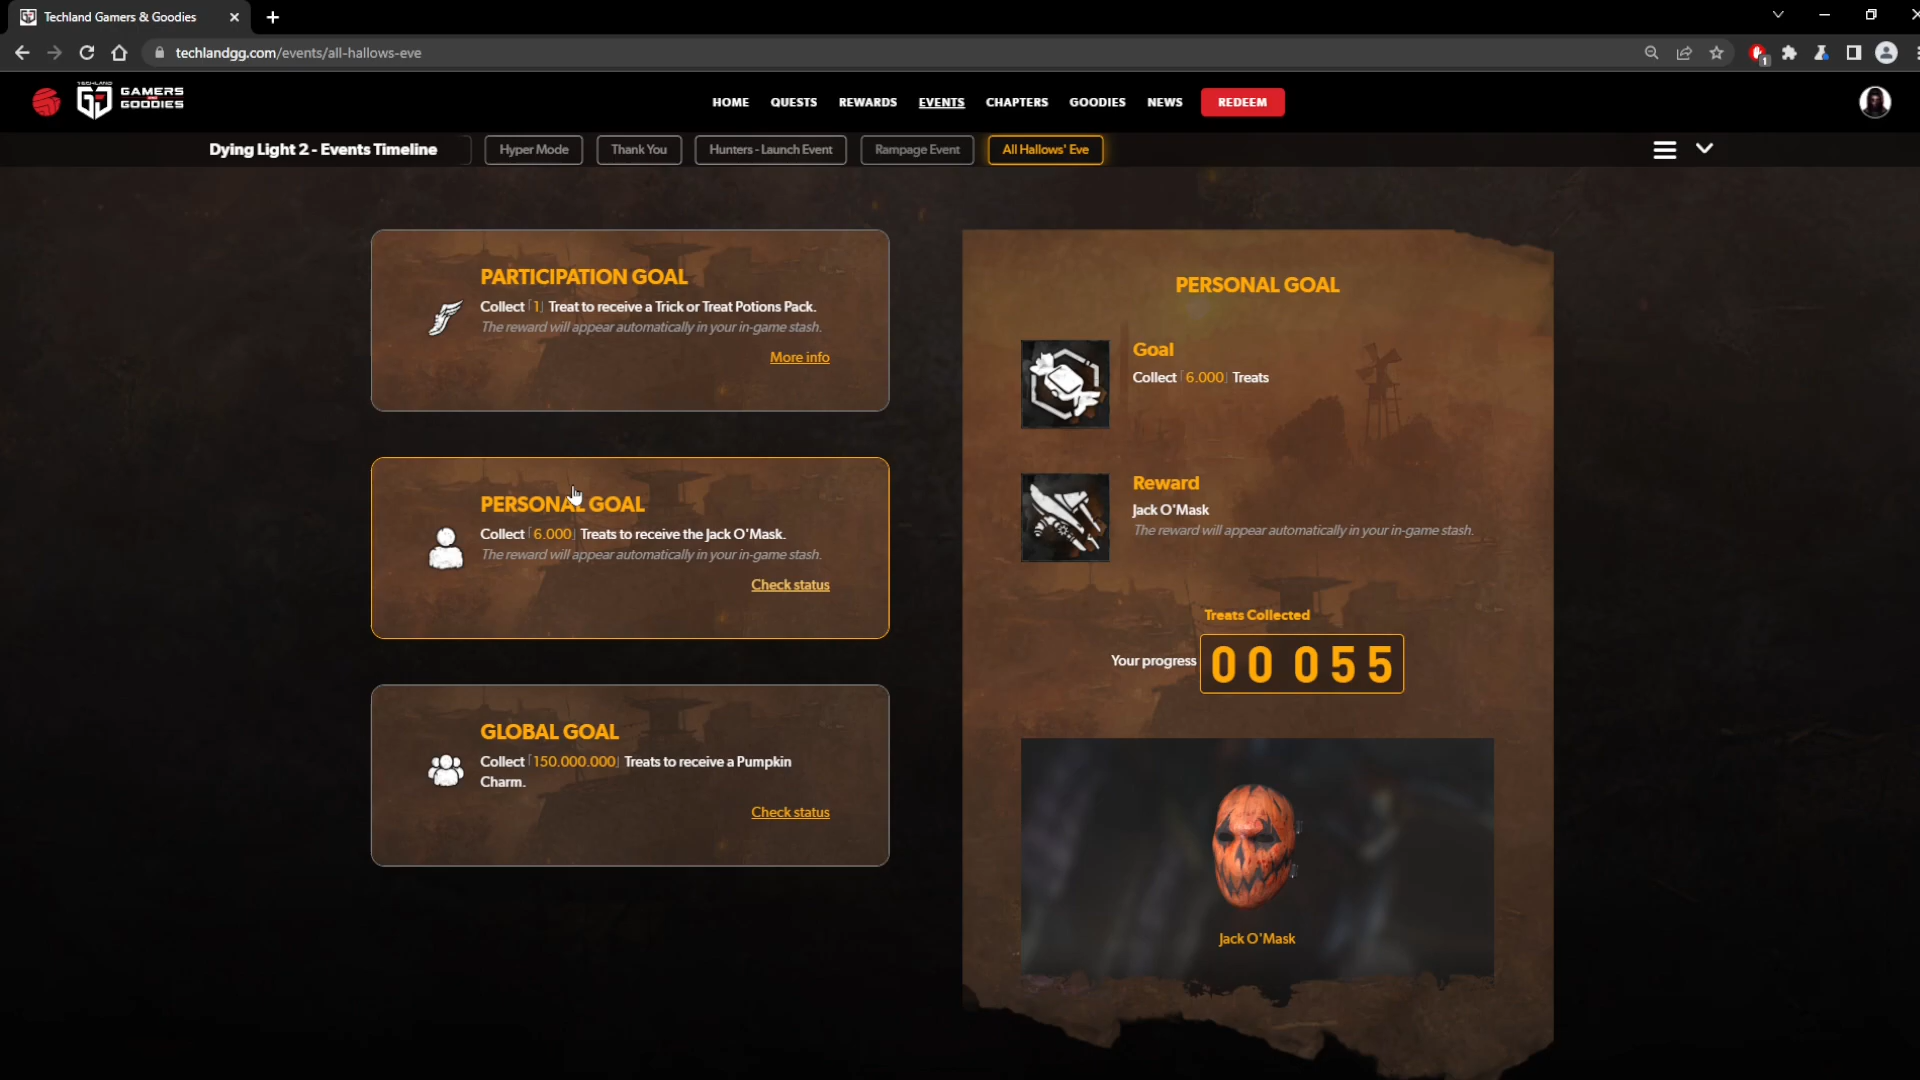 Techland Gamers & Goodies
techlandgg.com/events/all-hallows-eve
1
TECHLAND
GAMERS AND GOODIES
HOME QUESTS REWARDS EVENTS CHAPTERS GOODIES NEWS REDEEM
Dying Light 2 - Events Timeline
Hyper Mode Thank You Hunters - Launch Event Rampage Event All Hallows' Eve
PARTICIPATION GOAL
Collect [1] Treat to receive a Trick or Treat Potions Pack.
The reward will appear automatically in your in-game stash.
More info
PERSONAL GOAL
Collect [6.000] Treats to receive the Jack O'Mask.
The reward will appear automatically in your in-game stash.
Check status
GLOBAL GOAL
Collect [150.000.000] Treats to receive a Pumpkin
Charm.
Check status
PERSONAL GOAL
Goal
Collect [6.000] Treats
Reward
Jack O'Mask
The reward will appear automatically in your in-game stash.
Treats Collected
Your progress 00 055
Jack O'Mask